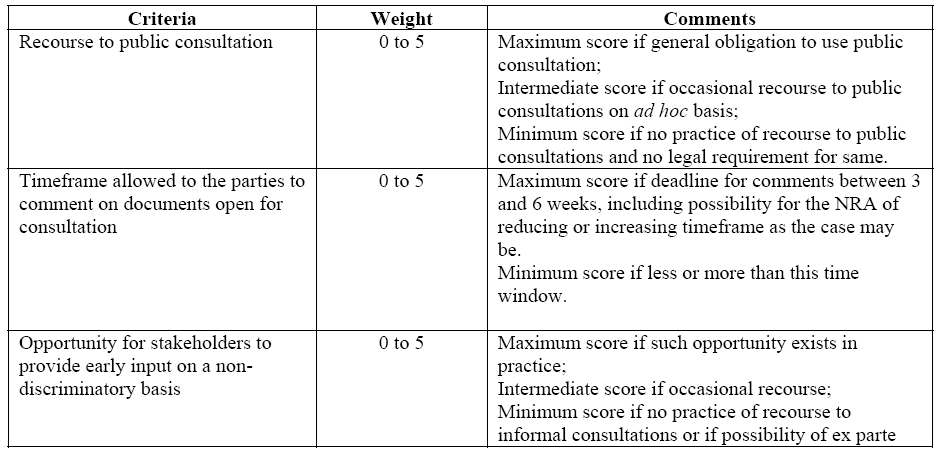 Criteria Weight Comments
Recourse to public consultation 0 to 5 Maximum score if general obligation to use public
consultation;
Intermediate score if occasional recourse to public
consultations on ad hoc basis;
Minimum score if no practice of recourse to public
consultations and no legal requirement for same.
Timeframe allowed to the parties to 0 to 5 Maximum score if deadline for comments between 3
comment on documents open for and 6 weeks, including possibility for the NRA of
consultation reducing or increasing timeframe as the case may
be.
Minimum score if less or more than this time
window.
Opportunity for stakeholders to 0 to 5 Maximum score if such opportunity exists in
provide early input on a non- practice;
discriminatory basis Intermediate score if occasional recourse;
Minimum score if no practice of recourse to
informal consultations or if possibility of ex parte